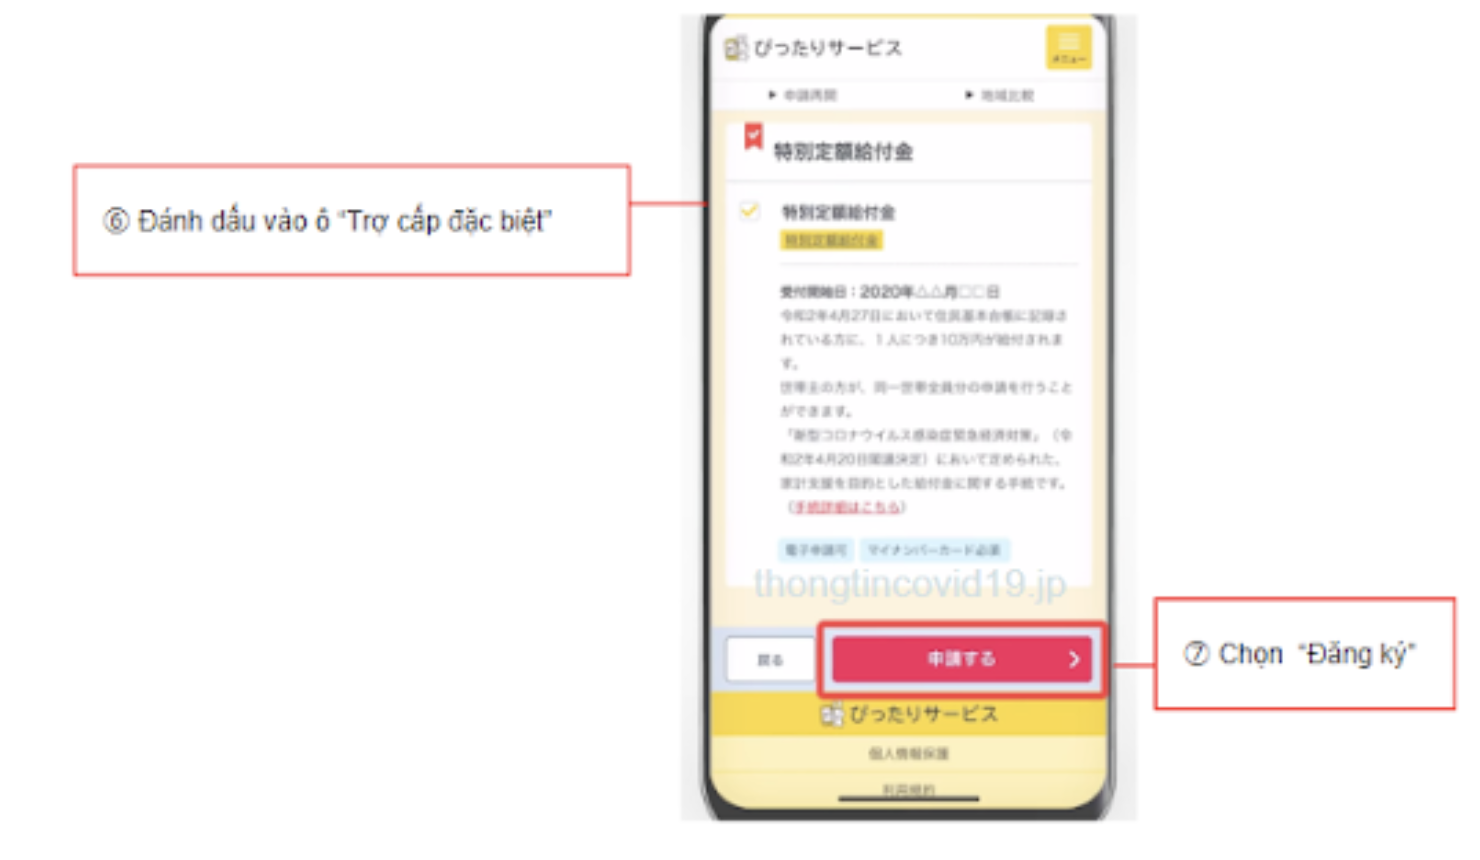 ぴったりサービス
メニュー
▶ 申請再開
▶ 地域比較
特別定額給付金
⑥ Đánh dấu vào ô “Trợ cấp đặc biệt”
特別定額給付金
特別定額給付金
受付開始日：2020年△△月□□日
令和2年4月27日において住民基本台帳に記録さ
れている方に、1人につき10万円が給付されま
す。
世帯主の方が、同一世帯全員分の申請を行うこと
ができます。
「新型コロナウイルス感染症緊急経済対策」（令
和2年4月20日閣議決定）において定められた、
家計支援を目的とした給付金に関する手続です。
（手続詳細はこちら）
電子申請可 マイナンバーカード必須
thongtincovid19.jp
戻る
申請する
⑦ Chọn “Đăng ký”
ぴったりサービス
個人情報保護
利用規約